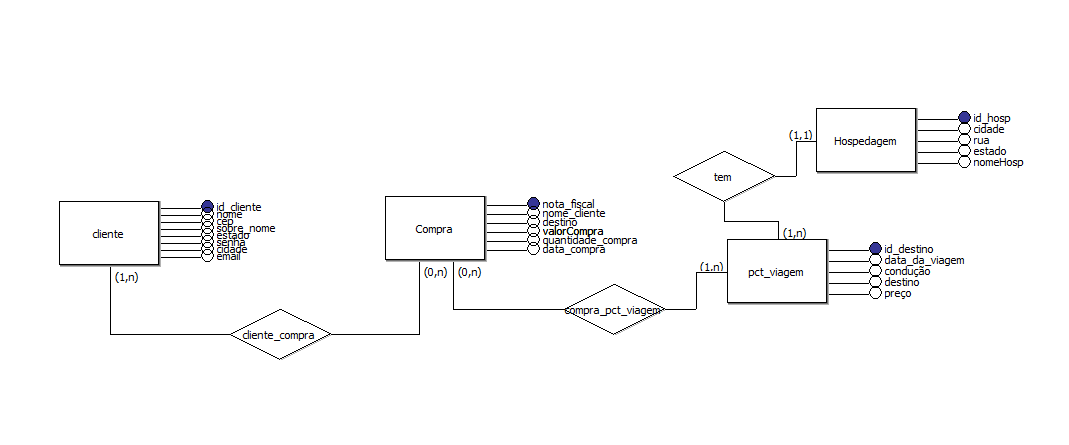 cliente
id_cliente
nome
cep
sobre_nome
estado
senha
cidade
email
(1,n)
cliente_compra
Compra
nota_fiscal
nome_cliente
destino
valorCompra
quantidade_compra
data_compra
(0,n)
(0,n)
compra_pct_viagem
(1,n)
pct_viagem
id_destino
data_da_viagem
condução
destino
preço
(1,n)
tem
(1,1)
Hospedagem
id_hosp
cidade
rua
estado
nomeHosp